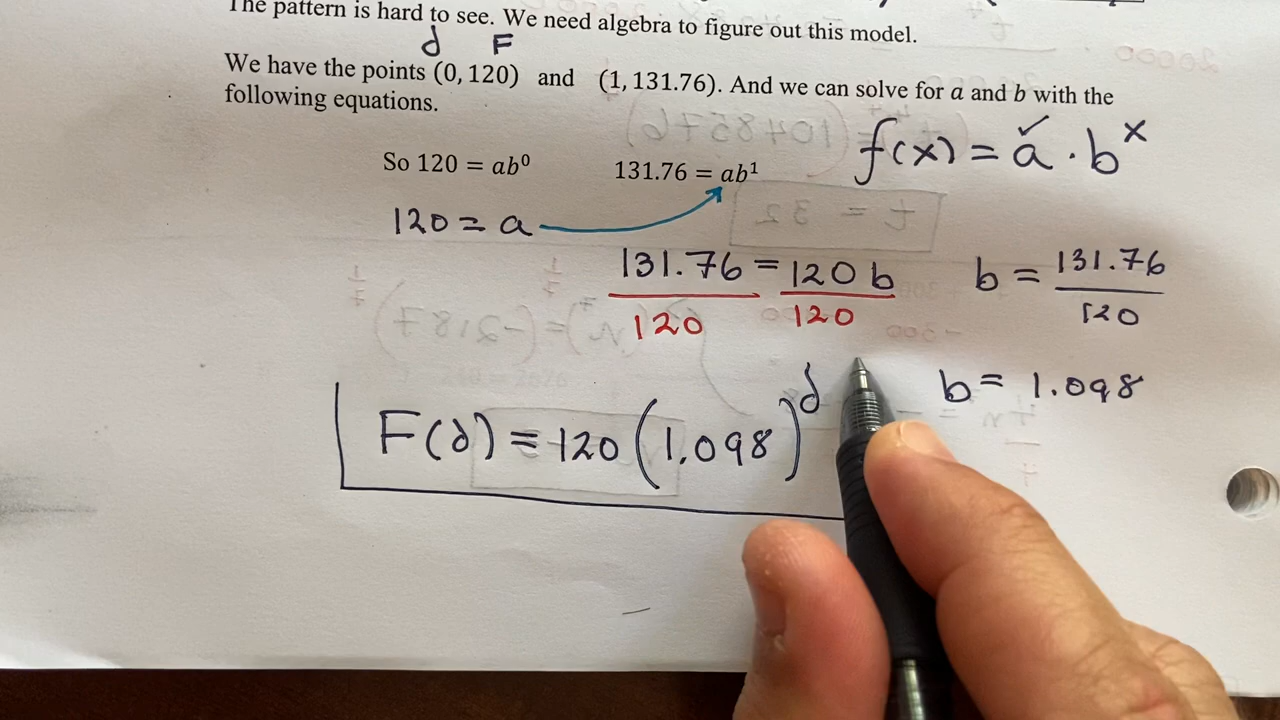 The pattern is hard to see. We need algebra to figure out this model.
d F
We have the points (0, 120) and (1, 131.76). And we can solve for a and b with the
following equations.
f(x) = a · b^x
So 120 = ab⁰ 131.76 = ab¹
120 = a
131.76 = 120 b b = 131.76 / 120
120 120
b = 1.098
F(d) = 120 (1.098)^d